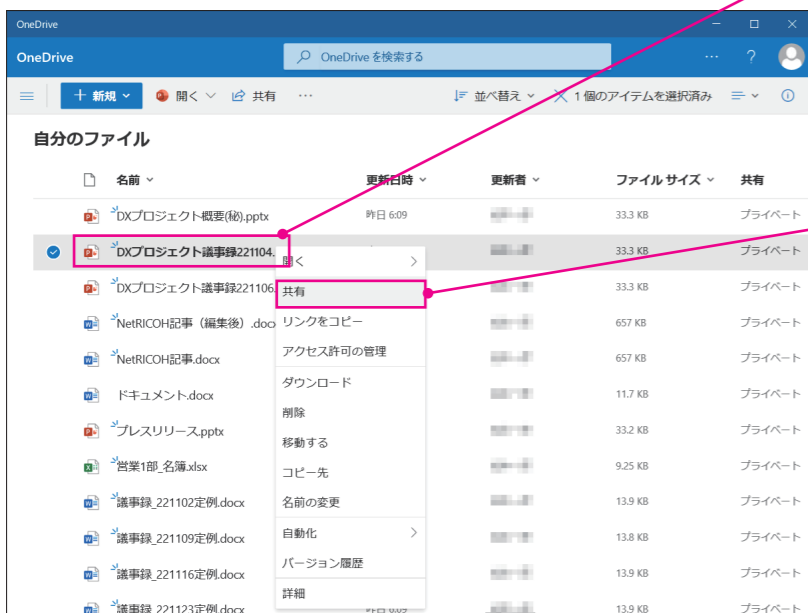 OneDrive
OneDrive OneDrive を検索する ... ?
新規 開く 共有 ... 並べ替え 1 個のアイテムを選択済み
自分のファイル
名前 更新日時 更新者 ファイル サイズ 共有
DXプロジェクト概要(秘).pptx 昨日 6:09 33.3 KB プライベート
DXプロジェクト議事録221104. 33.3 KB プライベート
DXプロジェクト議事録221106. 33.3 KB プライベート
NetRICOH記事（編集後）.docx 657 KB プライベート
NetRICOH記事.docx 657 KB プライベート
ドキュメント.docx 11.7 KB プライベート
プレスリリース.pptx 33.2 KB プライベート
営業1部_名簿.xlsx 9.25 KB プライベート
議事録_221102定例.docx 13.9 KB プライベート
議事録_221109定例.docx 13.8 KB プライベート
議事録_221116定例.docx 13.9 KB プライベート
議事録_221123定例.docx 昨日 6:09 13.9 KB プライベート
開く
共有
リンクをコピー
アクセス許可の管理
ダウンロード
削除
移動する
コピー先
名前の変更
自動化
バージョン履歴
詳細